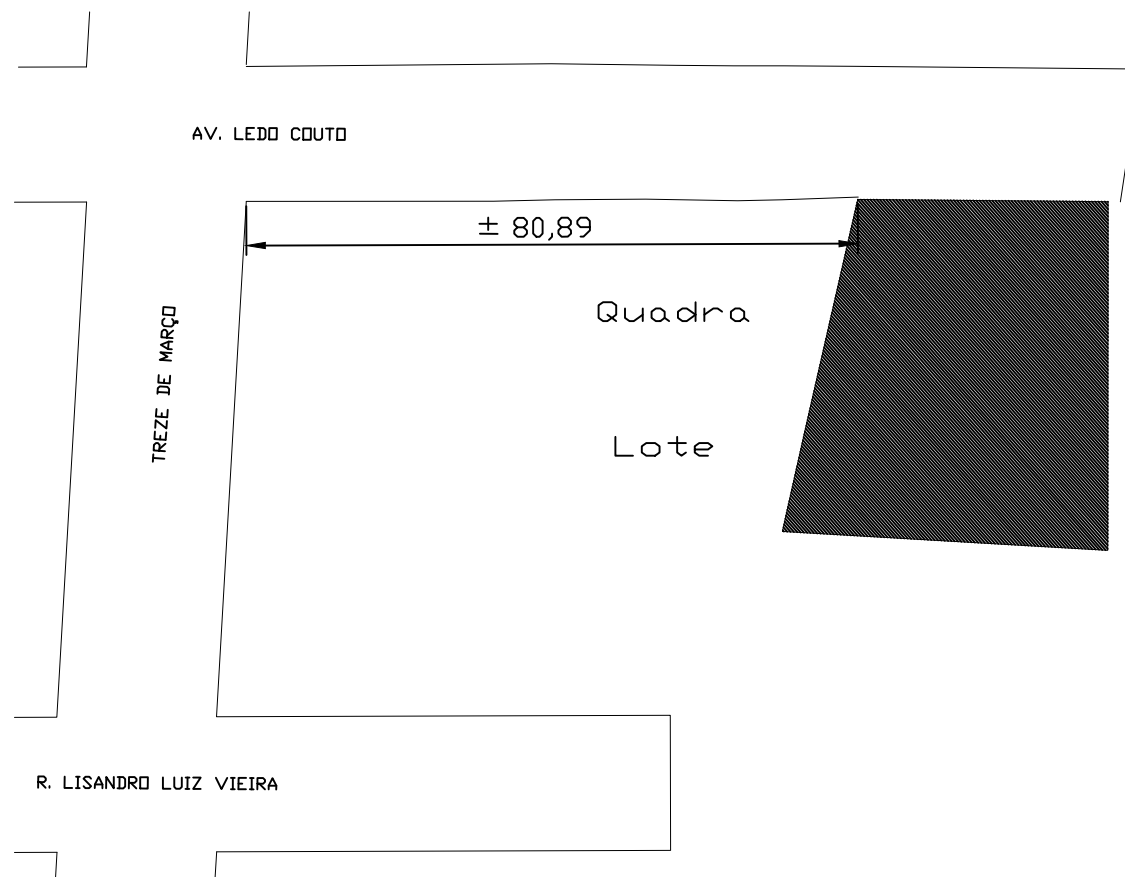 AV. LEDO COUTO
± 80,89
Quadra
TREZE DE MARÇO
Lote
R. LISANDRO LUIZ VIEIRA